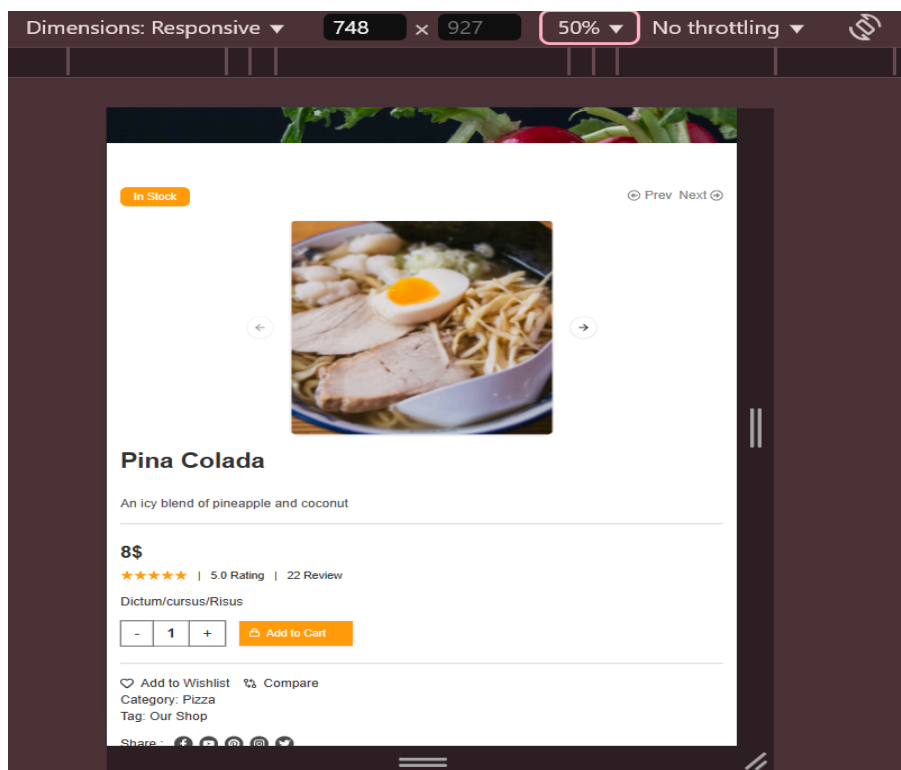 Dimensions: Responsive 748 × 927 50% No throttling
In Stock Prev Next
Pina Colada
An icy blend of pineapple and coconut
8$
★★★★★ | 5.0 Rating | 22 Review
Dictum/cursus/Risus
- 1 + Add to Cart
Add to Wishlist Compare
Category: Pizza
Tag: Our Shop
Share :